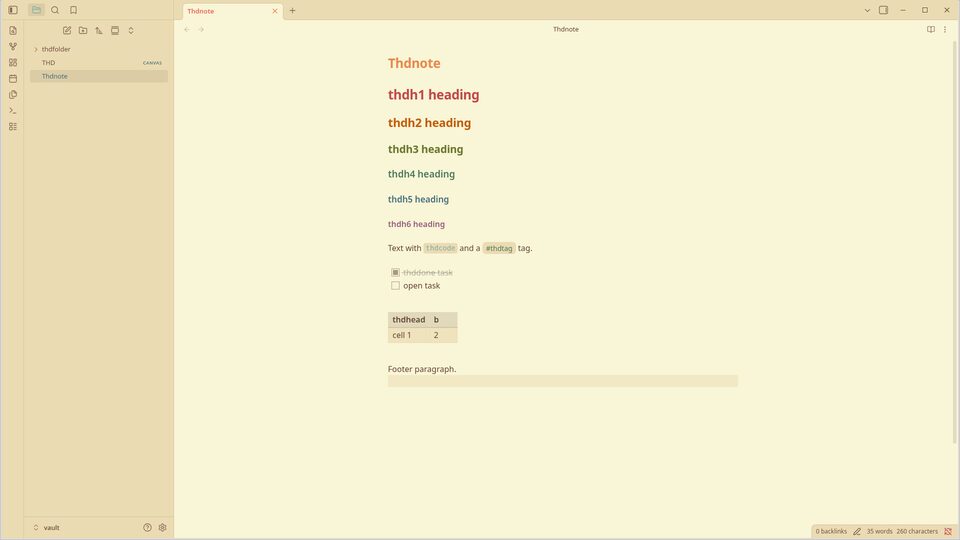 Thdnote
Thdnote
thdfolder
THD
CANVAS
Thdnote
Thdnote
thdh1 heading
thdh2 heading
thdh3 heading
thdh4 heading
thdh5 heading
thdh6 heading
Text with thdcode and a #thdtag tag.
thddone task
open task
thdhead b
cell 1 2
Footer paragraph.
vault
0 backlinks 35 words 260 characters